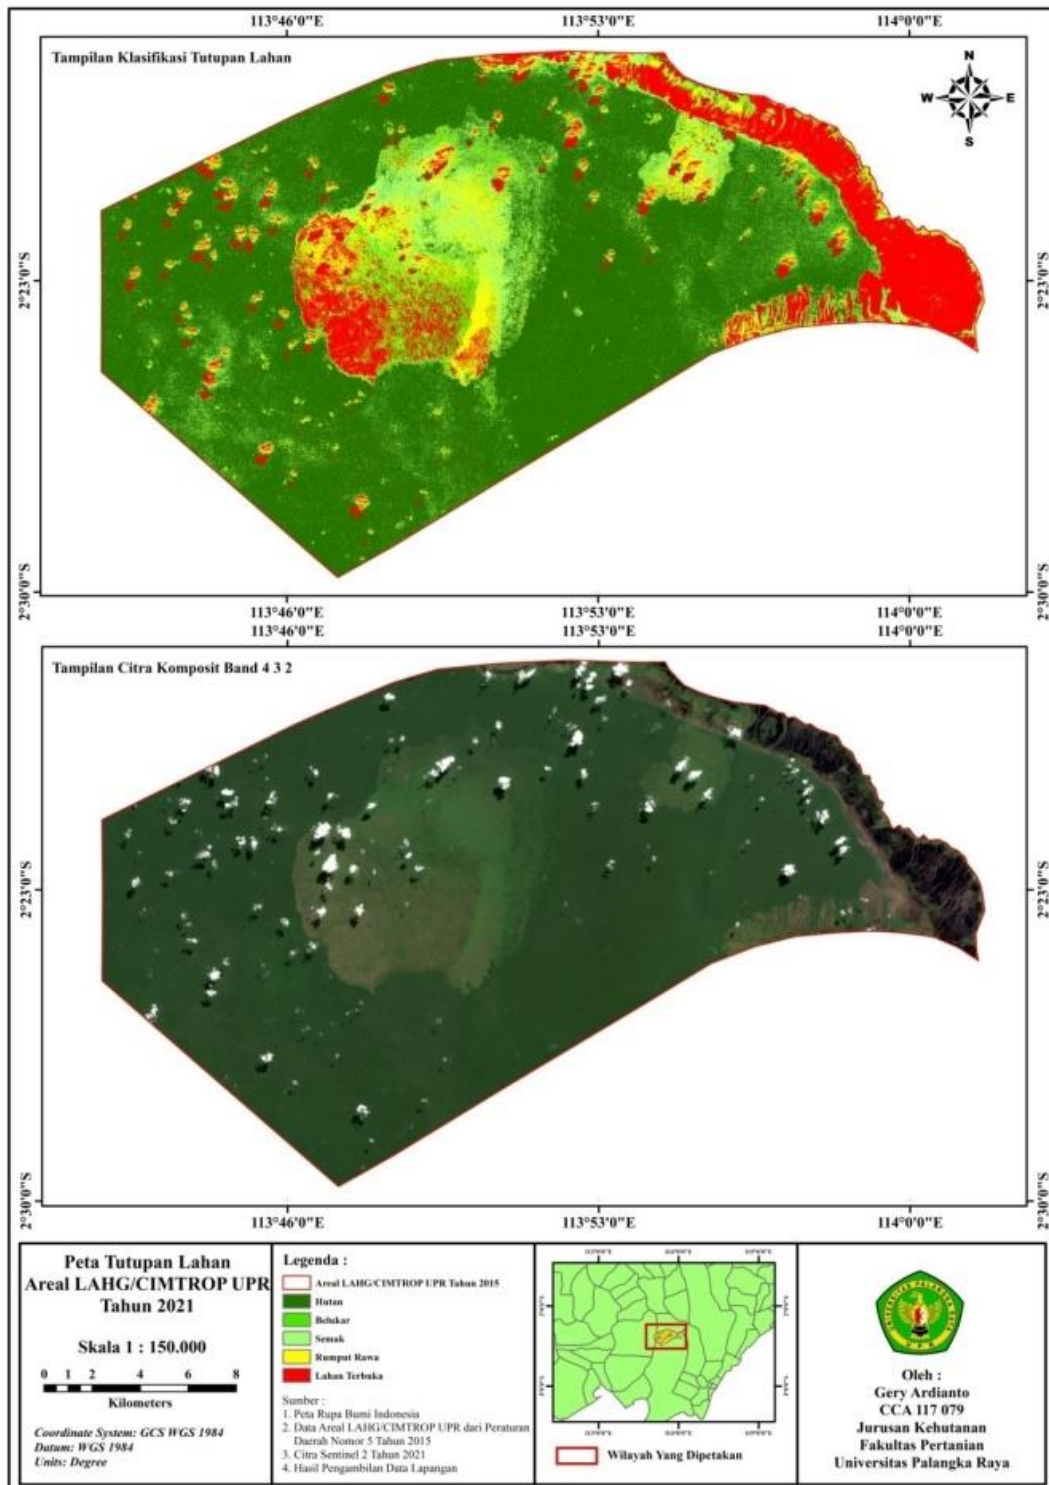 113°46'0"E 113°53'0"E 114°0'0"E
Tampilan Klasifikasi Tutupan Lahan
N
W E
S
2°23'0"S 2°23'0"S
2°30'0"S 2°30'0"S
113°46'0"E 113°53'0"E 114°0'0"E
113°46'0"E 113°53'0"E 114°0'0"E
Tampilan Citra Komposit Band 4 3 2
2°23'0"S 2°23'0"S
2°30'0"S 2°30'0"S
113°46'0"E 113°53'0"E 114°0'0"E
Peta Tutupan Lahan
Areal LAHG/CIMTROP UPR
Tahun 2021
Skala 1 : 150.000
0 1 2 4 6 8
Kilometers
Coordinate System: GCS WGS 1984
Datum: WGS 1984
Units: Degree
Legenda :
Areal LAHG/CIMTROP UPR Tahun 2015
Hutan
Belukar
Semak
Rumput Rawa
Lahan Terbuka
Sumber :
1. Peta Rupa Bumi Indonesia
2. Data Areal LAHG/CIMTROP UPR dari Peraturan
Daerah Nomor 5 Tahun 2015
3. Citra Sentinel 2 Tahun 2021
4. Hasil Pengambilan Data Lapangan
Wilayah Yang Dipetakan
UNIVERSITAS PALANGKA RAYA
UPR
Oleh :
Gery Ardianto
CCA 117 079
Jurusan Kehutanan
Fakultas Pertanian
Universitas Palangka Raya